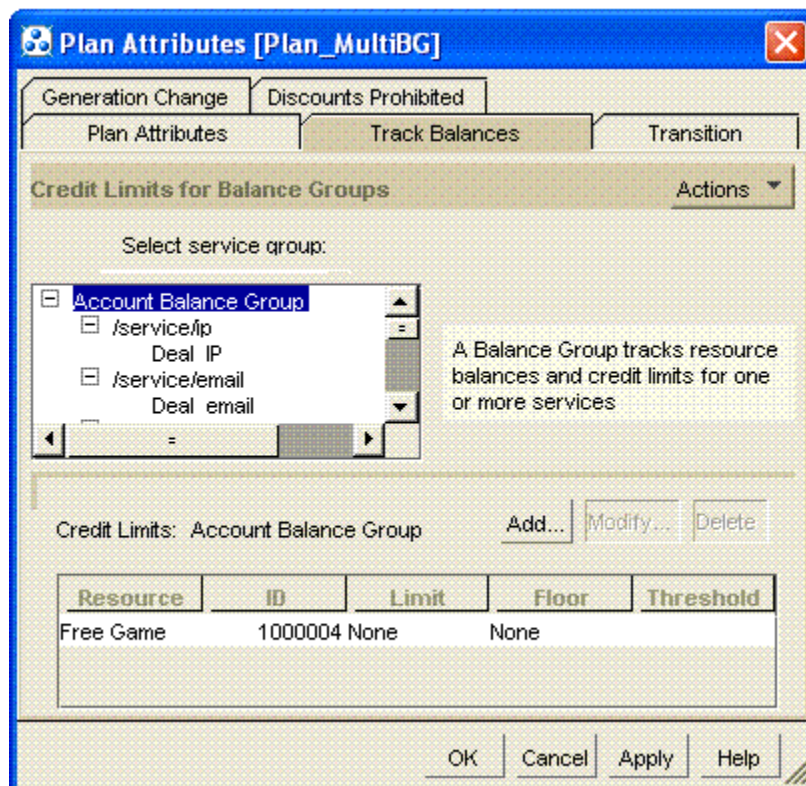 Plan Attributes [Plan_MultiBG]
Generation Change Discounts Prohibited
Plan Attributes Track Balances Transition
Credit Limits for Balance Groups Actions
Select service group:
Account Balance Group
/service/ip
Deal IP
/service/email
Deal email
A Balance Group tracks resource
balances and credit limits for one
or more services
Credit Limits: Account Balance Group Add... Modify... Delete
Resource ID Limit Floor Threshold
Free Game 1000004 None None
OK Cancel Apply Help